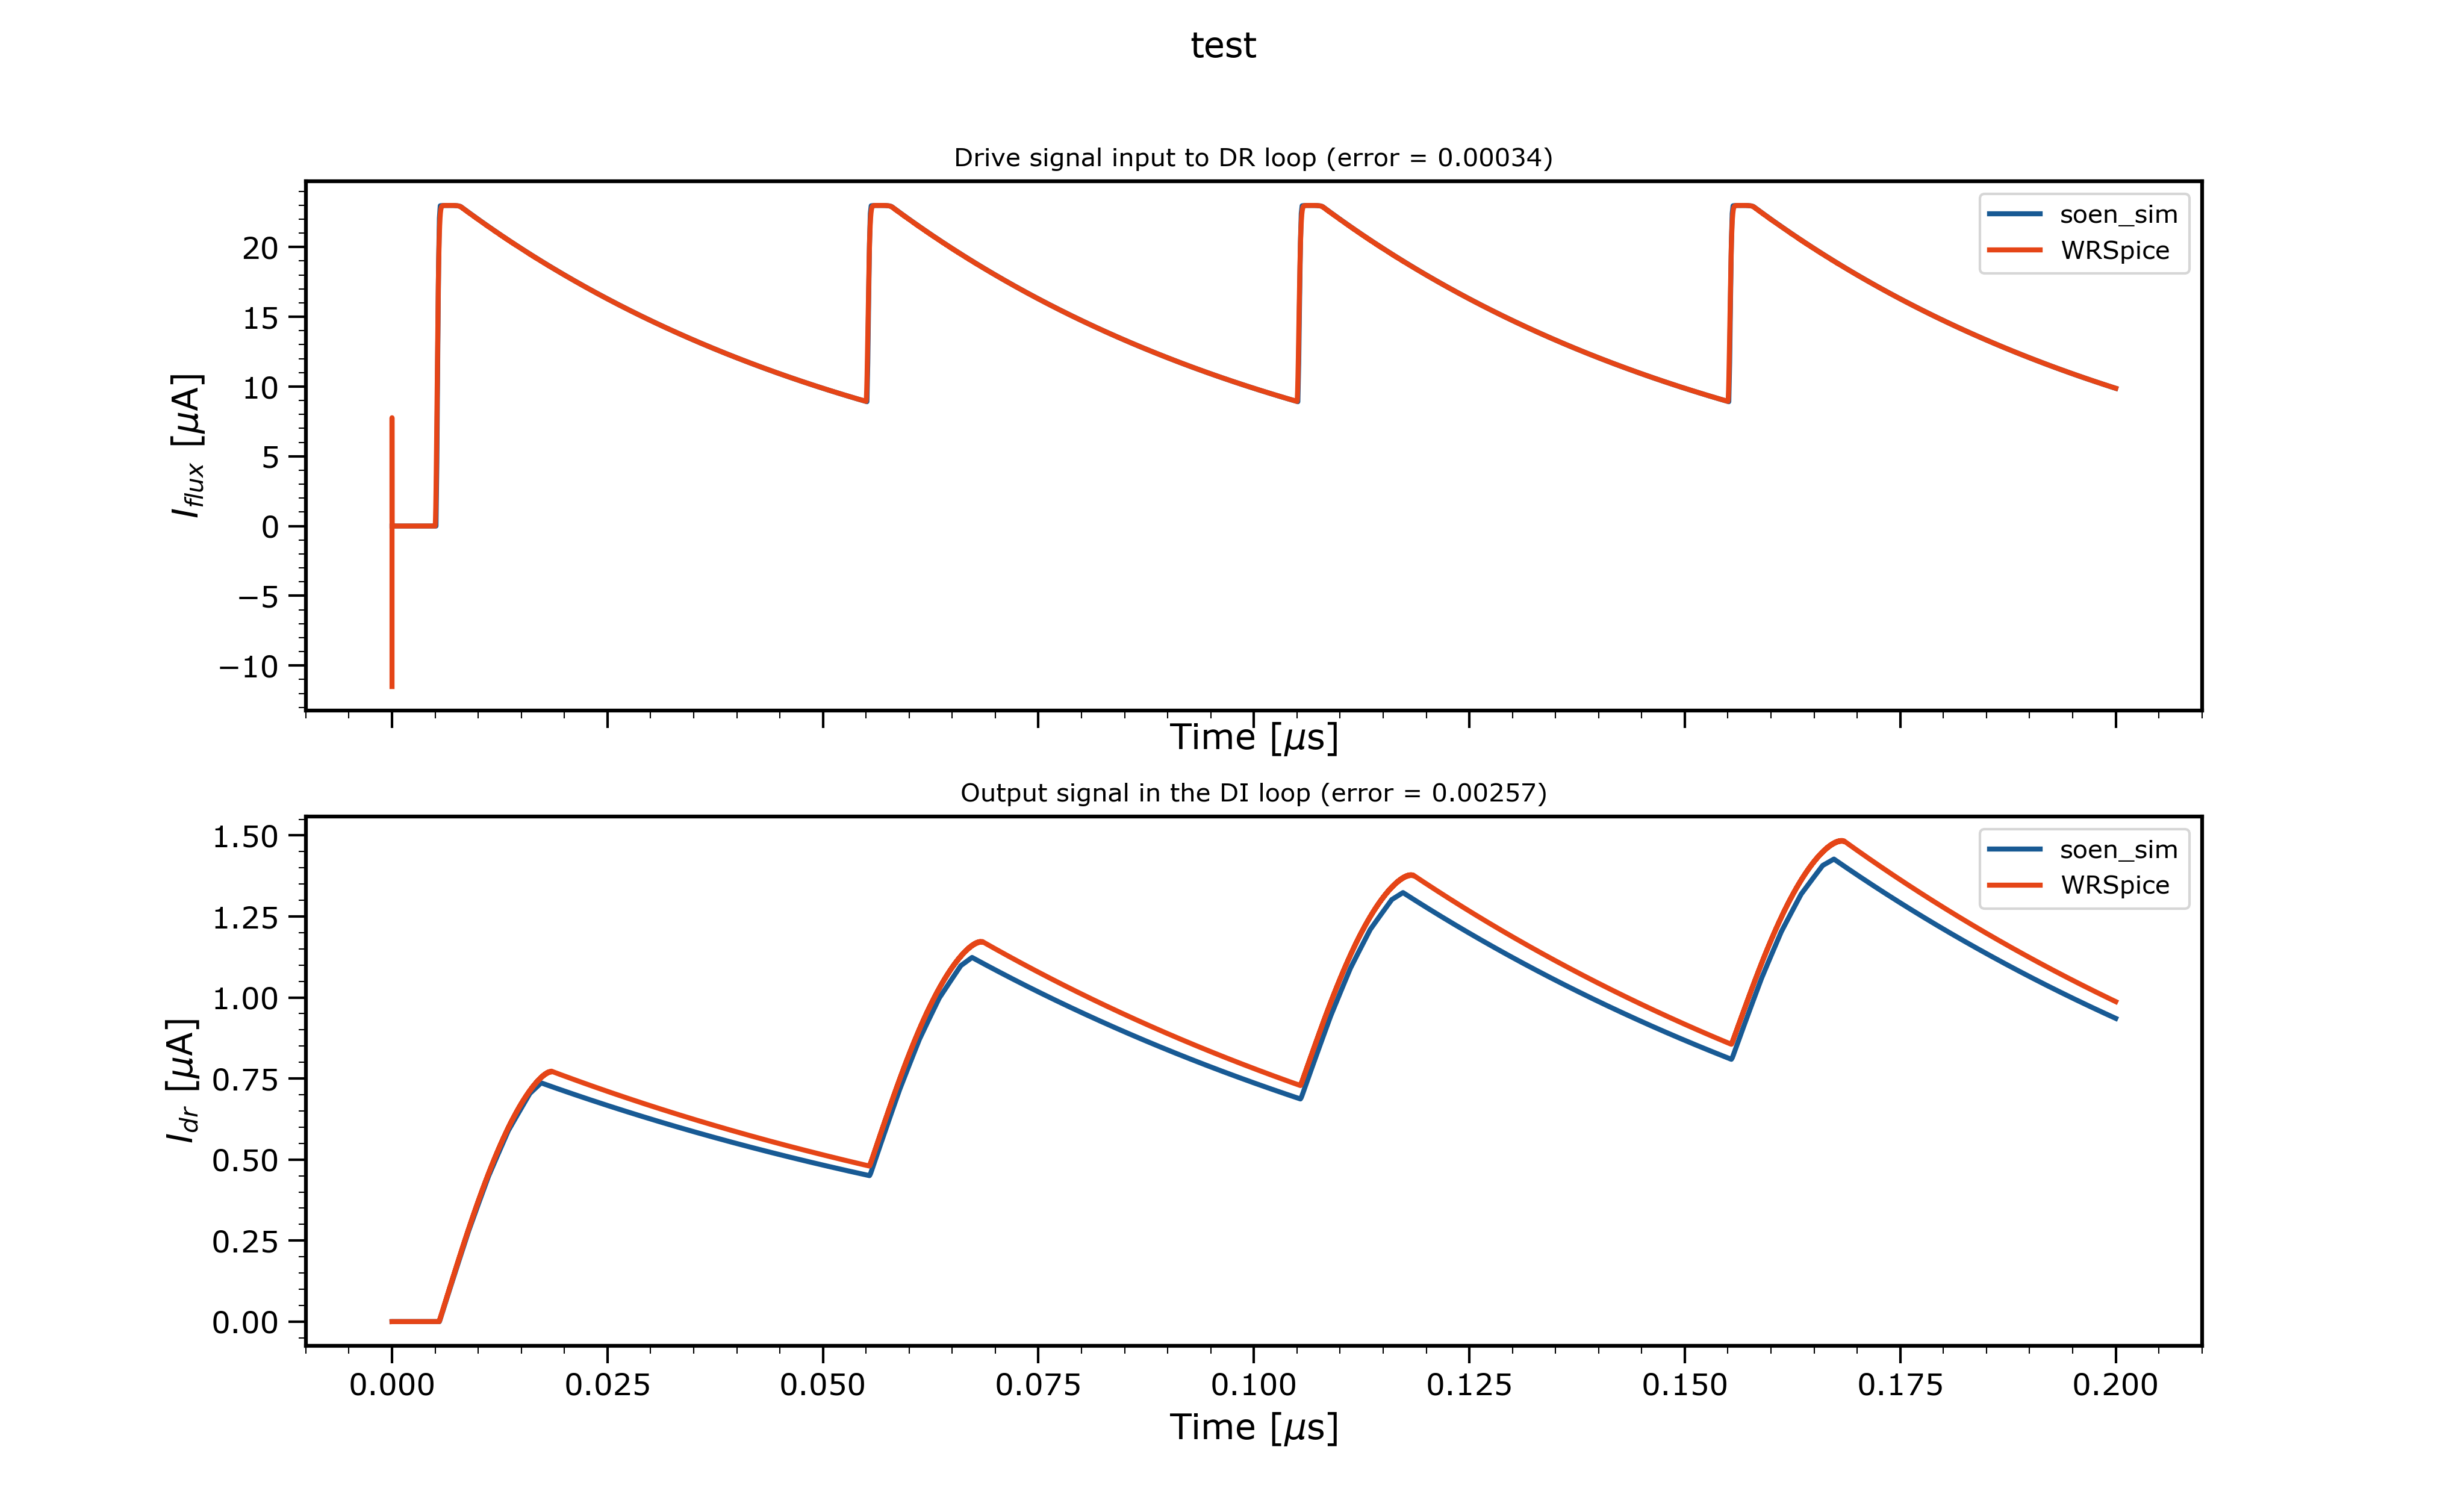 test
Drive signal input to DR loop (error = 0.00034)
soen_sim
WRSpice
20
15
10
5
0
−5
−10
I_flux [μA]
Time [μs]
Output signal in the DI loop (error = 0.00257)
soen_sim
WRSpice
1.50
1.25
1.00
0.75
0.50
0.25
0.00
I_dr [μA]
0.000 0.025 0.050 0.075 0.100 0.125 0.150 0.175 0.200
Time [μs]